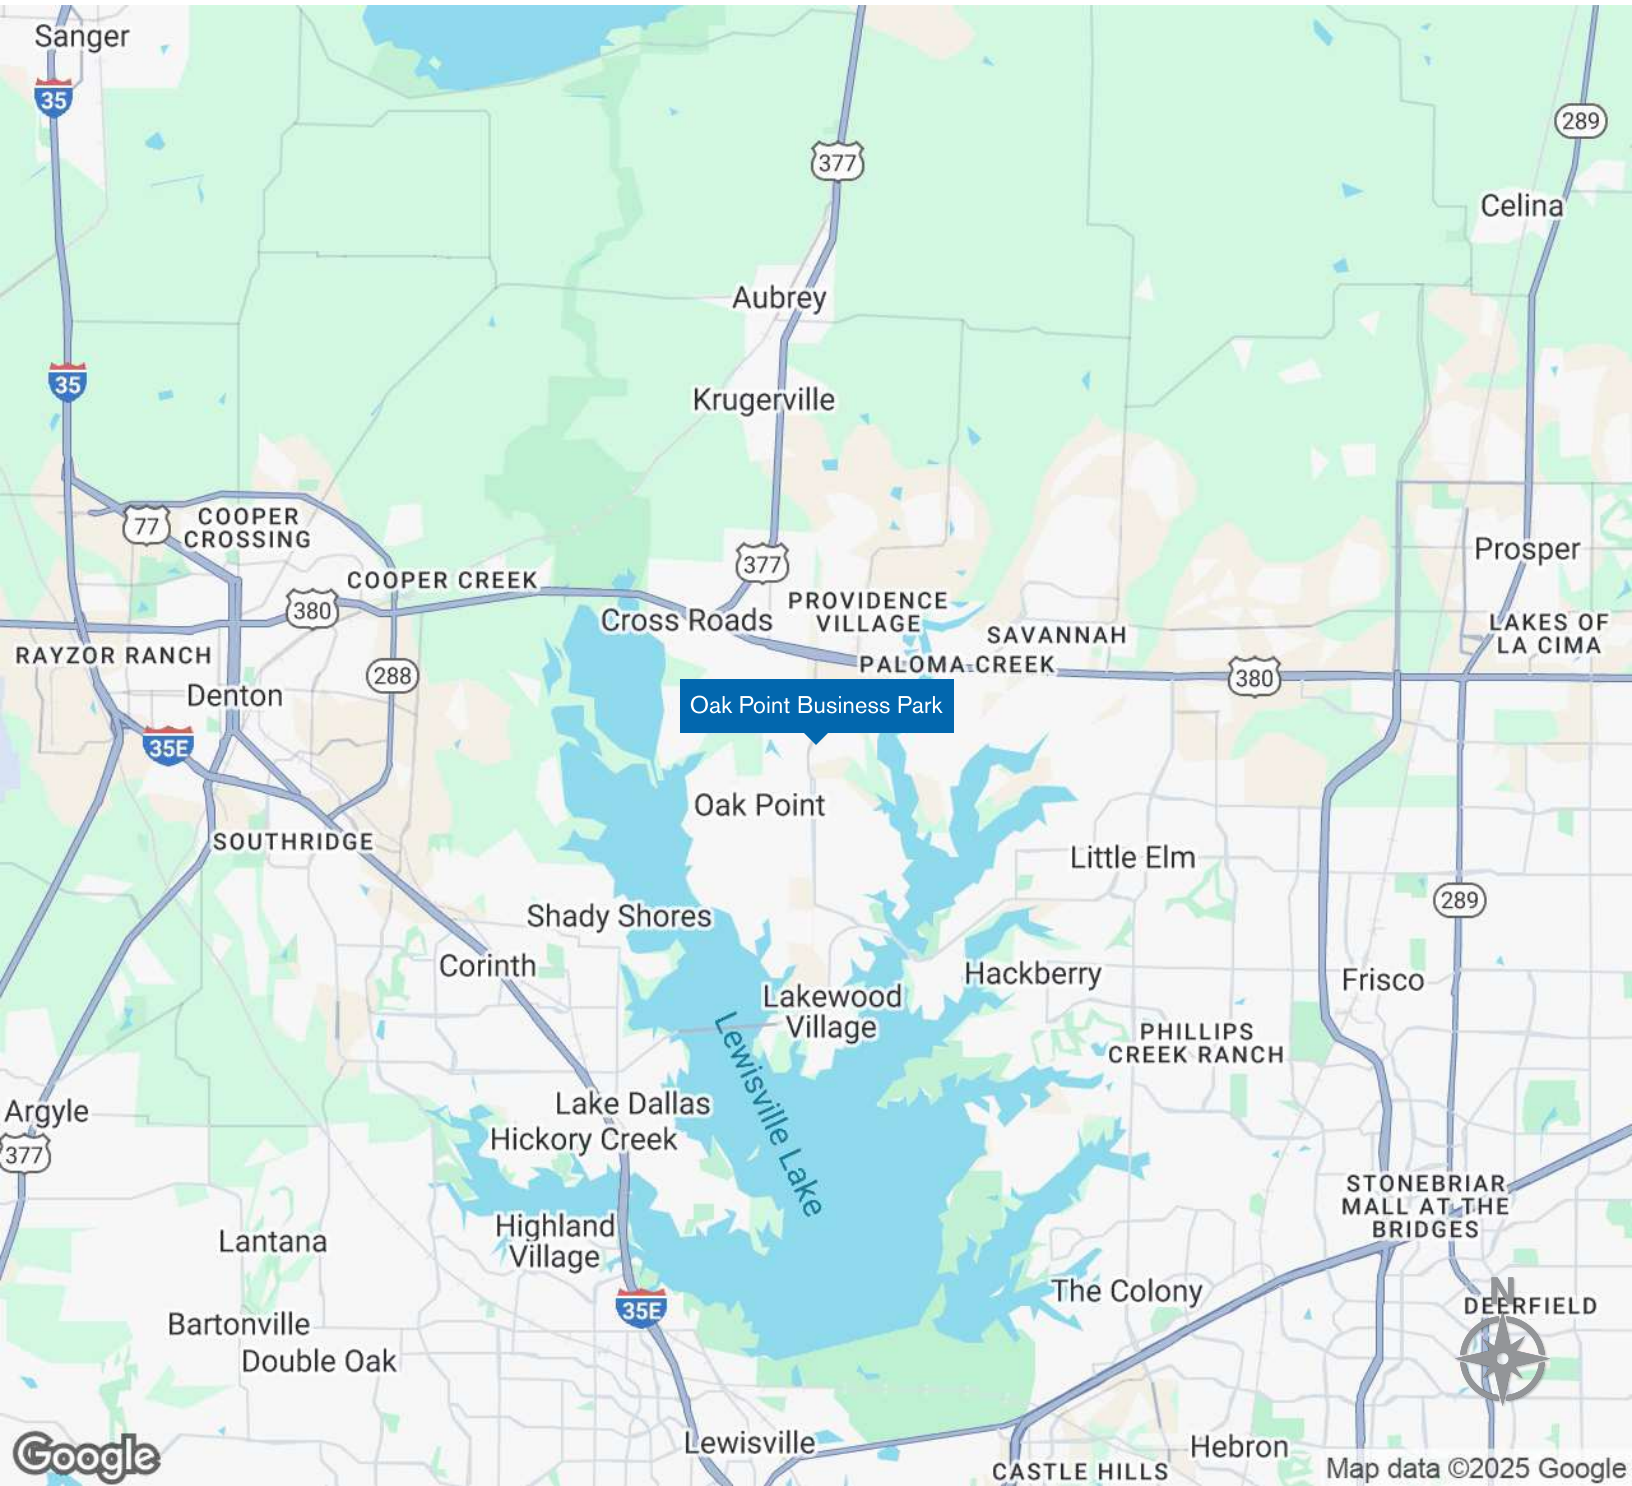 Sanger
35
377
289
Celina
Aubrey
35
Krugerville
77
COOPER
CROSSING
377
Prosper
COOPER CREEK
380
Cross Roads
PROVIDENCE
VILLAGE
SAVANNAH
LAKES OF
LA CIMA
RAYZOR RANCH
288
PALOMA CREEK
380
Denton
Oak Point Business Park
35E
Oak Point
SOUTHRIDGE
Little Elm
289
Shady Shores
Corinth
Hackberry
Frisco
Lakewood
Village
PHILLIPS
CREEK RANCH
Lewisville Lake
Argyle
377
Lake Dallas
Hickory Creek
STONEBRIAR
MALL AT THE
BRIDGES
Highland
Village
Lantana
The Colony
35E
N
DEERFIELD
Bartonville
Double Oak
Lewisville
Hebron
CASTLE HILLS
Google
Map data ©2025 Google